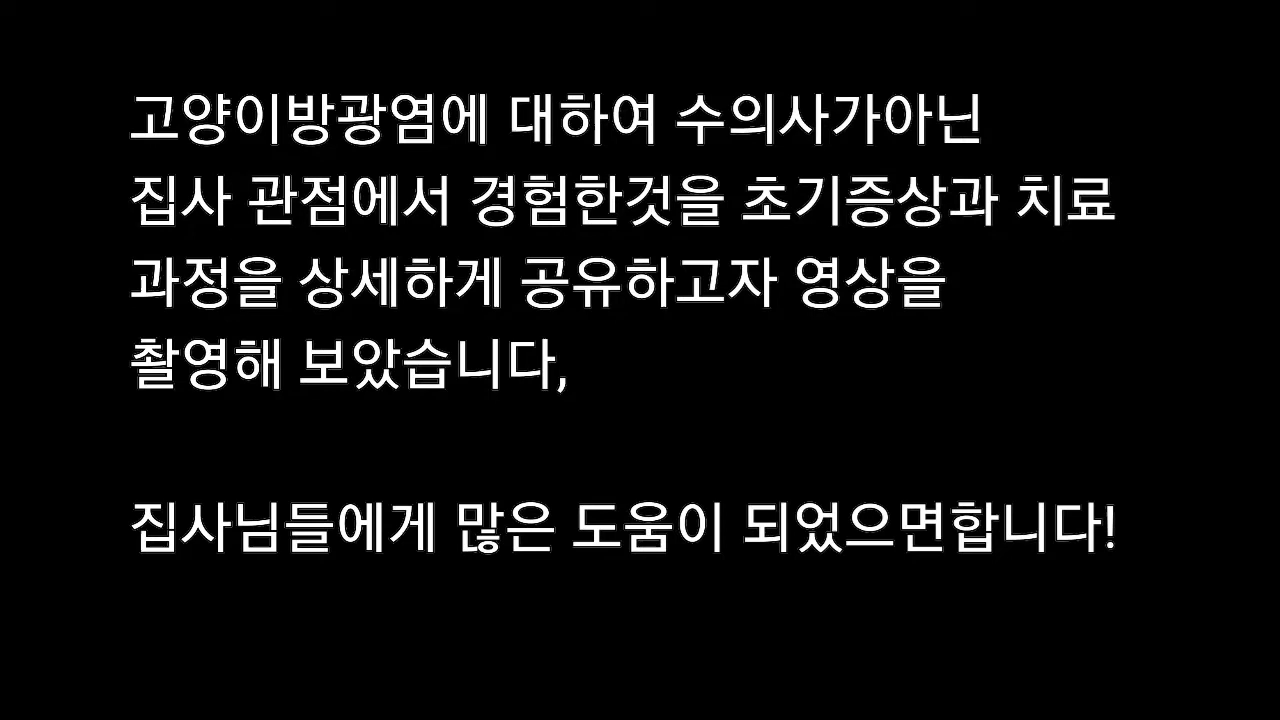 고양이방광염에 대하여 수의사가아닌
집사 관점에서 경험한것을 초기증상과 치료
과정을 상세하게 공유하고자 영상을
촬영해 보았습니다,
집사님들에게 많은 도움이 되었으면합니다!